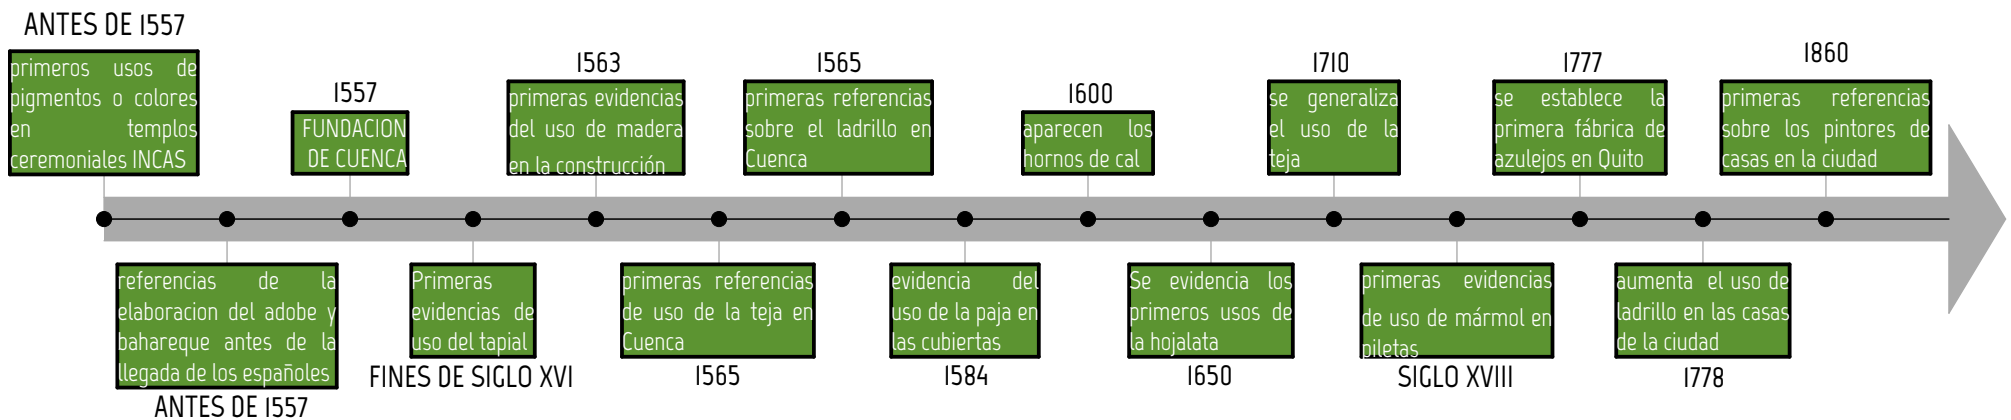 ANTES DE 1557
primeros usos de
pigmentos o colores
en templos
ceremoniales INCAS
1557
FUNDACION
DE CUENCA
1563
primeras evidencias
del uso de madera
en la construcción
1565
primeras referencias
sobre el ladrillo en
Cuenca
1600
aparecen los
hornos de cal
1710
se generaliza
el uso de la
teja
1777
se establece la
primera fábrica de
azulejos en Quito
1860
primeras referencias
sobre los pintores de
casas en la ciudad
referencias de la
elaboracion del adobe y
bahareque antes de la
llegada de los españoles
ANTES DE 1557
Primeras
evidencias de
uso del tapial
FINES DE SIGLO XVI
primeras referencias
de uso de la teja en
Cuenca
1565
evidencia del
uso de la paja en
las cubiertas
1584
Se evidencia los
primeros usos de
la hojalata
1650
primeras evidencias
de uso de mármol en
piletas
SIGLO XVIII
aumenta el uso de
ladrillo en las casas
de la ciudad
1778